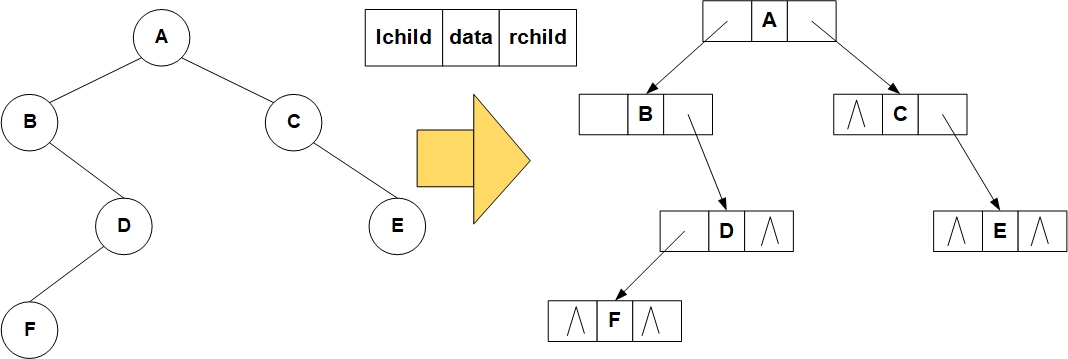 A
B
C
D
E
F
lchild data rchild
A
B
∧ C
D ∧
∧ E ∧
∧ F ∧